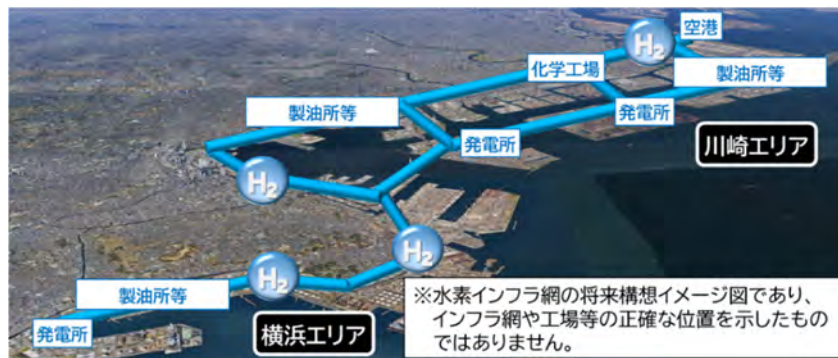 H2
空港
化学工場
製油所等
製油所等
発電所
発電所
川崎エリア
H2
H2
H2
製油所等
発電所
横浜エリア
※水素インフラ網の将来構想イメージ図であり、
インフラ網や工場等の正確な位置を示したもの
ではありません。